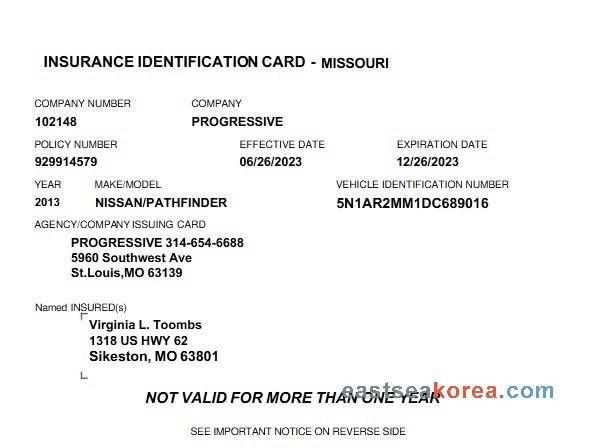 INSURANCE IDENTIFICATION CARD - MISSOURI
COMPANY NUMBER COMPANY
102148 PROGRESSIVE
POLICY NUMBER EFFECTIVE DATE EXPIRATION DATE
929914579 06/26/2023 12/26/2023
YEAR MAKE/MODEL VEHICLE IDENTIFICATION NUMBER
2013 NISSAN/PATHFINDER 5N1AR2MM1DC689016
AGENCY/COMPANY ISSUING CARD
PROGRESSIVE 314-654-6688
5960 Southwest Ave
St.Louis,MO 63139
Named INSURED(s)
Virginia L. Toombs
1318 US HWY 62
Sikeston, MO 63801
NOT VALID FOR MORE THAN ONE YEAR
eastseakorea.com
SEE IMPORTANT NOTICE ON REVERSE SIDE